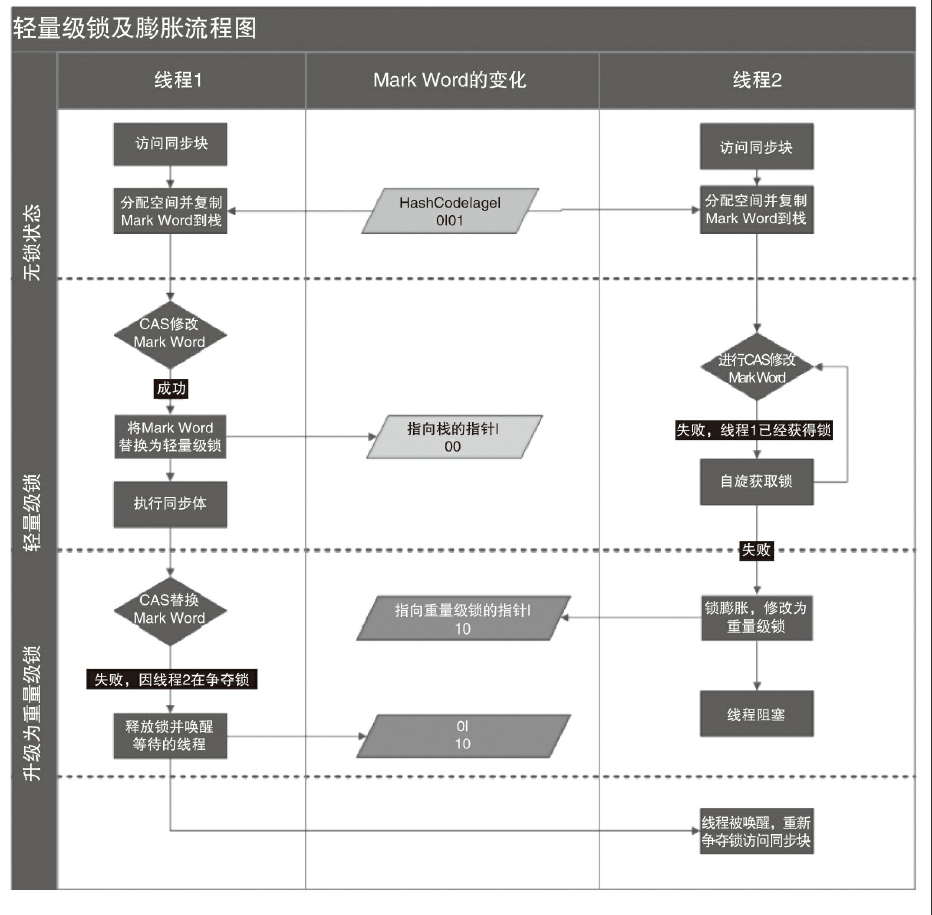 轻量级锁及膨胀流程图
线程1
Mark Word的变化
线程2
无锁状态
访问同步块
访问同步块
分配空间并复制
Mark Word到栈
HashCode|age|
0|01
分配空间并复制
Mark Word到栈
轻量级锁
CAS修改
Mark Word
进行CAS修改
Mark Word
成功
失败，线程1已经获得锁
将Mark Word
替换为轻量级锁
指向栈的指针|
00
执行同步体
自旋获取锁
失败
升级为重量级锁
CAS替换
Mark Word
指向重量级锁的指针|
10
锁膨胀，修改为
重量级锁
失败，因线程2在争夺锁
释放锁并唤醒
等待的线程
0|
10
线程阻塞
线程被唤醒，重新
争夺锁访问同步块